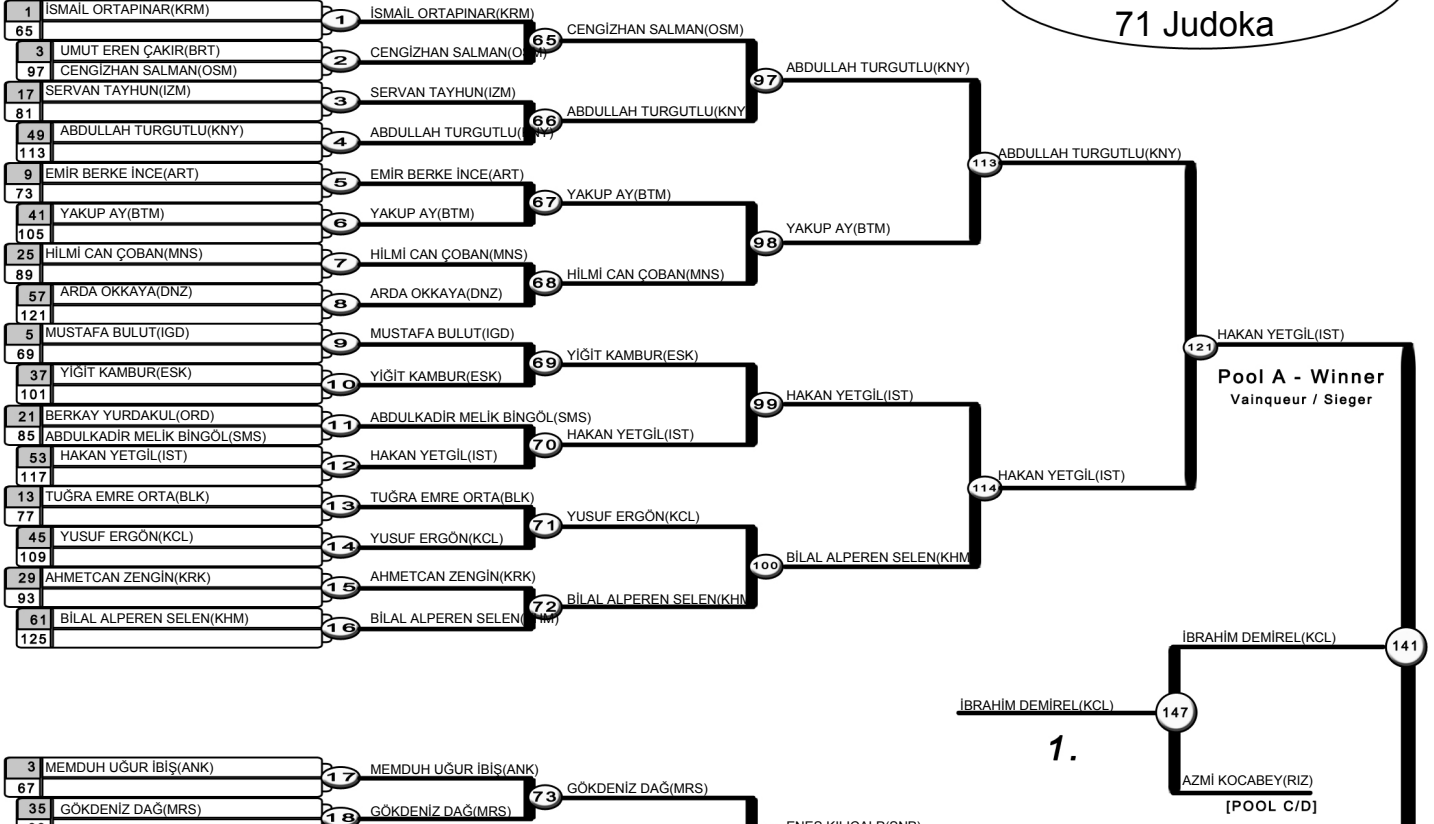 71 Judoka
1 İSMAİL ORTAPINAR(KRM)
65
3 UMUT EREN ÇAKIR(BRT)
97 CENGİZHAN SALMAN(OSM)
17 SERVAN TAYHUN(IZM)
81
49 ABDULLAH TURGUTLU(KNY)
113
9 EMİR BERKE İNCE(ART)
73
41 YAKUP AY(BTM)
105
25 HİLMİ CAN ÇOBAN(MNS)
89
57 ARDA OKKAYA(DNZ)
121
5 MUSTAFA BULUT(IGD)
69
37 YİĞİT KAMBUR(ESK)
101
21 BERKAY YURDAKUL(ORD)
85 ABDULKADİR MELİK BİNGÖL(SMS)
53 HAKAN YETGİL(IST)
117
13 TUĞRA EMRE ORTA(BLK)
77
45 YUSUF ERGÖN(KCL)
109
29 AHMETCAN ZENGİN(KRK)
93
61 BİLAL ALPEREN SELEN(KHM)
125
1 İSMAİL ORTAPINAR(KRM)
2 CENGİZHAN SALMAN(OSM)
3 SERVAN TAYHUN(IZM)
4 ABDULLAH TURGUTLU(KNY)
5 EMİR BERKE İNCE(ART)
6 YAKUP AY(BTM)
7 HİLMİ CAN ÇOBAN(MNS)
8 ARDA OKKAYA(DNZ)
9 MUSTAFA BULUT(IGD)
10 YİĞİT KAMBUR(ESK)
11 ABDULKADİR MELİK BİNGÖL(SMS)
12 HAKAN YETGİL(IST)
13 TUĞRA EMRE ORTA(BLK)
14 YUSUF ERGÖN(KCL)
15 AHMETCAN ZENGİN(KRK)
16 BİLAL ALPEREN SELEN(KHM)
65 CENGİZHAN SALMAN(OSM)
66 ABDULLAH TURGUTLU(KNY
67 YAKUP AY(BTM)
68 HİLMİ CAN ÇOBAN(MNS)
69 YİĞİT KAMBUR(ESK)
70 HAKAN YETGİL(IST)
71 YUSUF ERGÖN(KCL)
72 BİLAL ALPEREN SELEN(KHM
97 ABDULLAH TURGUTLU(KNY)
98 YAKUP AY(BTM)
99 HAKAN YETGİL(IST)
100 BİLAL ALPEREN SELEN(KHM
113 ABDULLAH TURGUTLU(KNY)
114 HAKAN YETGİL(IST)
121 HAKAN YETGİL(IST)
Pool A - Winner
Vainqueur / Sieger
İBRAHİM DEMİREL(KCL) 141
İBRAHİM DEMİREL(KCL) 147
1.
AZMİ KOCABEY(RIZ)
[POOL C/D]
3 MEMDUH UĞUR İBİŞ(ANK)
67
35 GÖKDENİZ DAĞ(MRS)
17 MEMDUH UĞUR İBİŞ(ANK)
18 GÖKDENİZ DAĞ(MRS)
73 GÖKDENİZ DAĞ(MRS)